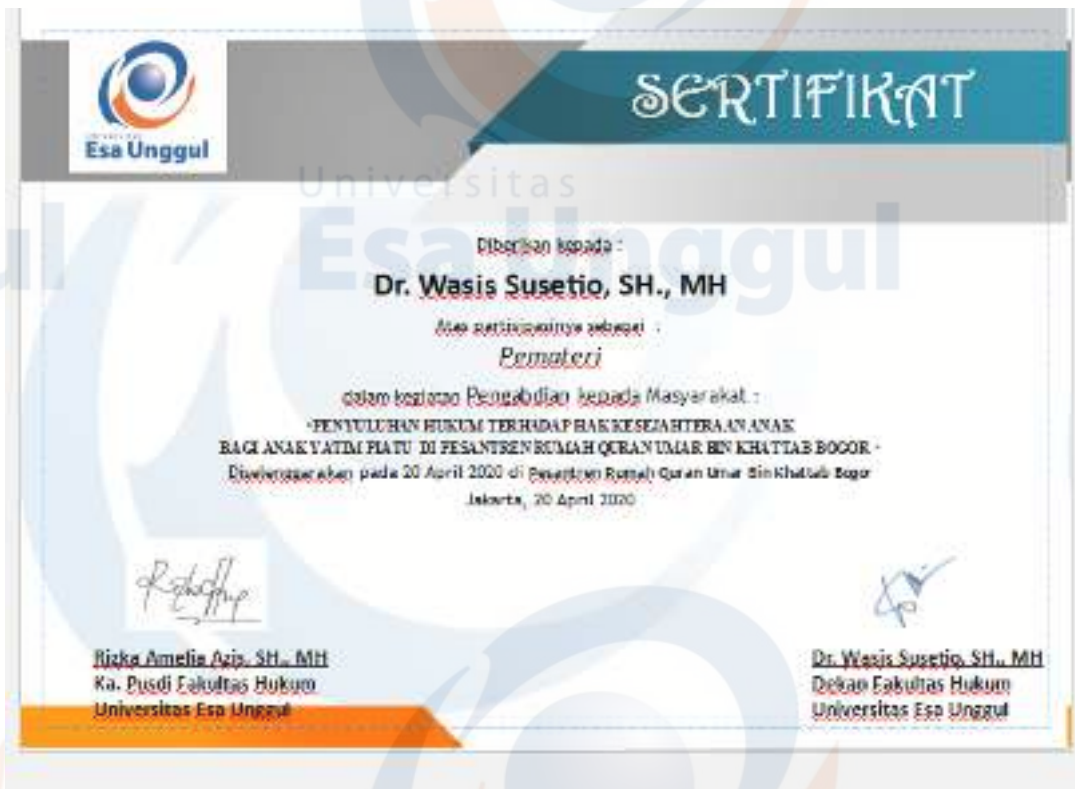 SERTIFIKAT
Universitas
Esa Unggul
Universitas
Esa Unggul
ul
Diberikan kepada :
Dr. Wasis Susetio, SH., MH
Atas partisipasinya sebagai :
Pemateri
dalam kegiatan Pengabdian kepada Masyarakat :
"PENYULUHAN HUKUM TERHADAP HAK KESEJAHTERAAN ANAK
BAGI ANAK YATIM PIATU DI PESANTREN RUMAH QURAN UMAR BIN KHATTAB BOGOR"
Diselenggarakan pada 20 April 2020 di Pesantren Rumah Quran Umar Bin Khattab Bogor
Jakarta, 20 April 2020
Rizka Amelia Azis, SH., MH
Ka. Pusdi Fakultas Hukum
Universitas Esa Unggul
Dr. Wasis Susetio, SH., MH
Dekan Fakultas Hukum
Universitas Esa Unggul